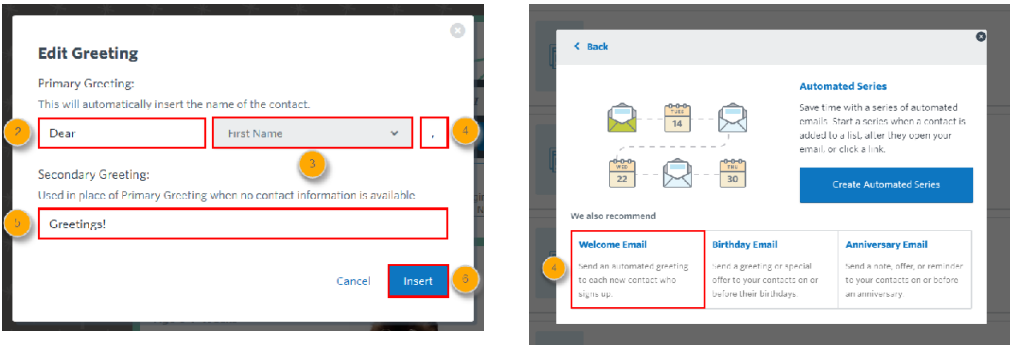 Edit Greeting
Primary Greeting:
This will automatically insert the name of the contact.
2
Dear
First Name
,
4
3
Secondary Greeting:
Used in place of Primary Greeting when no contact information is available
5
Greetings!
Cancel
Insert
6
Back
Automated Series
Save time with a series of automated
emails. Start a series when a contact is
added to a list, after they open your
email, or click a link.
TUES
14
WED
22
THU
30
Create Automated Series
We also recommend
Welcome Email
Send an automated greeting
to each new contact who
signs up.
4
Birthday Email
Send a greeting or special
offer to your contacts on or
before their birthdays.
Anniversary Email
Send a note, offer, or reminder
to your contacts on or before
an anniversary